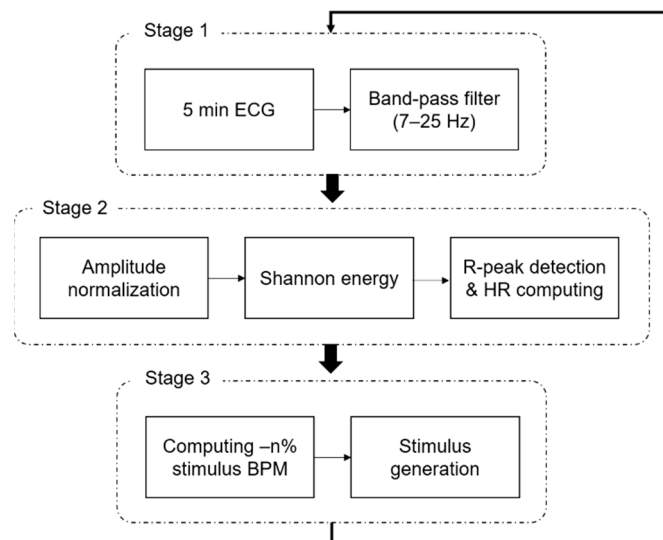 Stage 1
5 min ECG
Band-pass filter
(7–25 Hz)
Stage 2
Amplitude
normalization
Shannon energy
R-peak detection
& HR computing
Stage 3
Computing –n%
stimulus BPM
Stimulus
generation